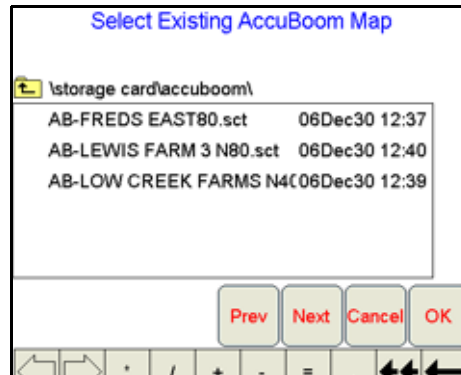 Select Existing AccuBoom Map
\storage card\accuboom\
AB-FREDS EAST80.sct 06Dec30 12:37
AB-LEWIS FARM 3 N80.sct 06Dec30 12:40
AB-LOW CREEK FARMS N4( 06Dec30 12:39
Prev Next Cancel OK
* / + - =